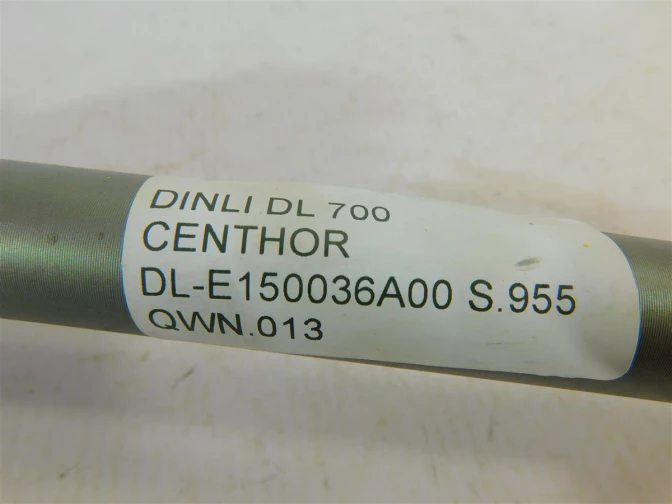 DINLI DL 700
CENTHOR
DL-E150036A00 S.955
QWN.013